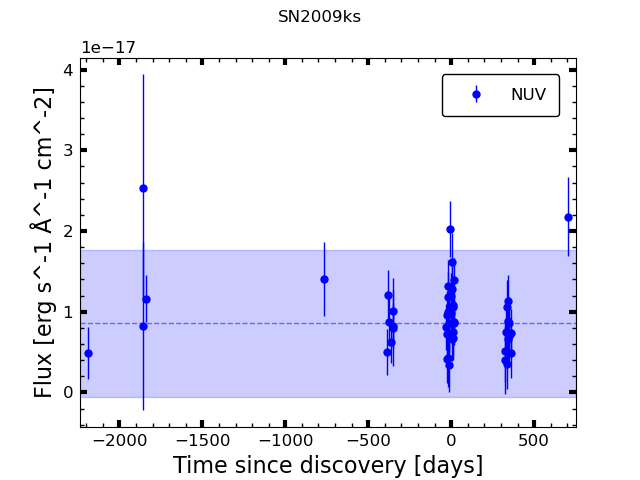 SN2009ks
1e−17
NUV
4
3
2
1
0
Flux [erg s^-1 Å^-1 cm^-2]
−2000 −1500 −1000 −500 0 500
Time since discovery [days]